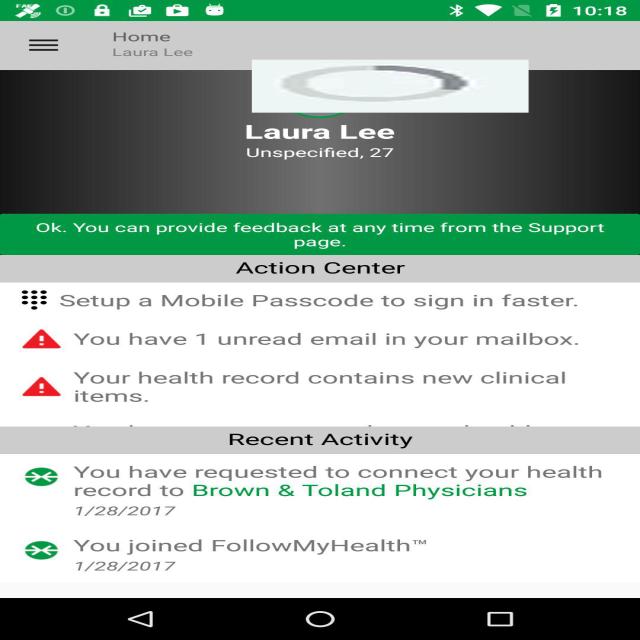 10:18
Home
Laura Lee
Laura Lee
Unspecified, 27
Ok. You can provide feedback at any time from the Support
page.
Action Center
Setup a Mobile Passcode to sign in faster.
You have 1 unread email in your mailbox.
Your health record contains new clinical
items.
Recent Activity
You have requested to connect your health
record to Brown & Toland Physicians
1/28/2017
You joined FollowMyHealth™
1/28/2017